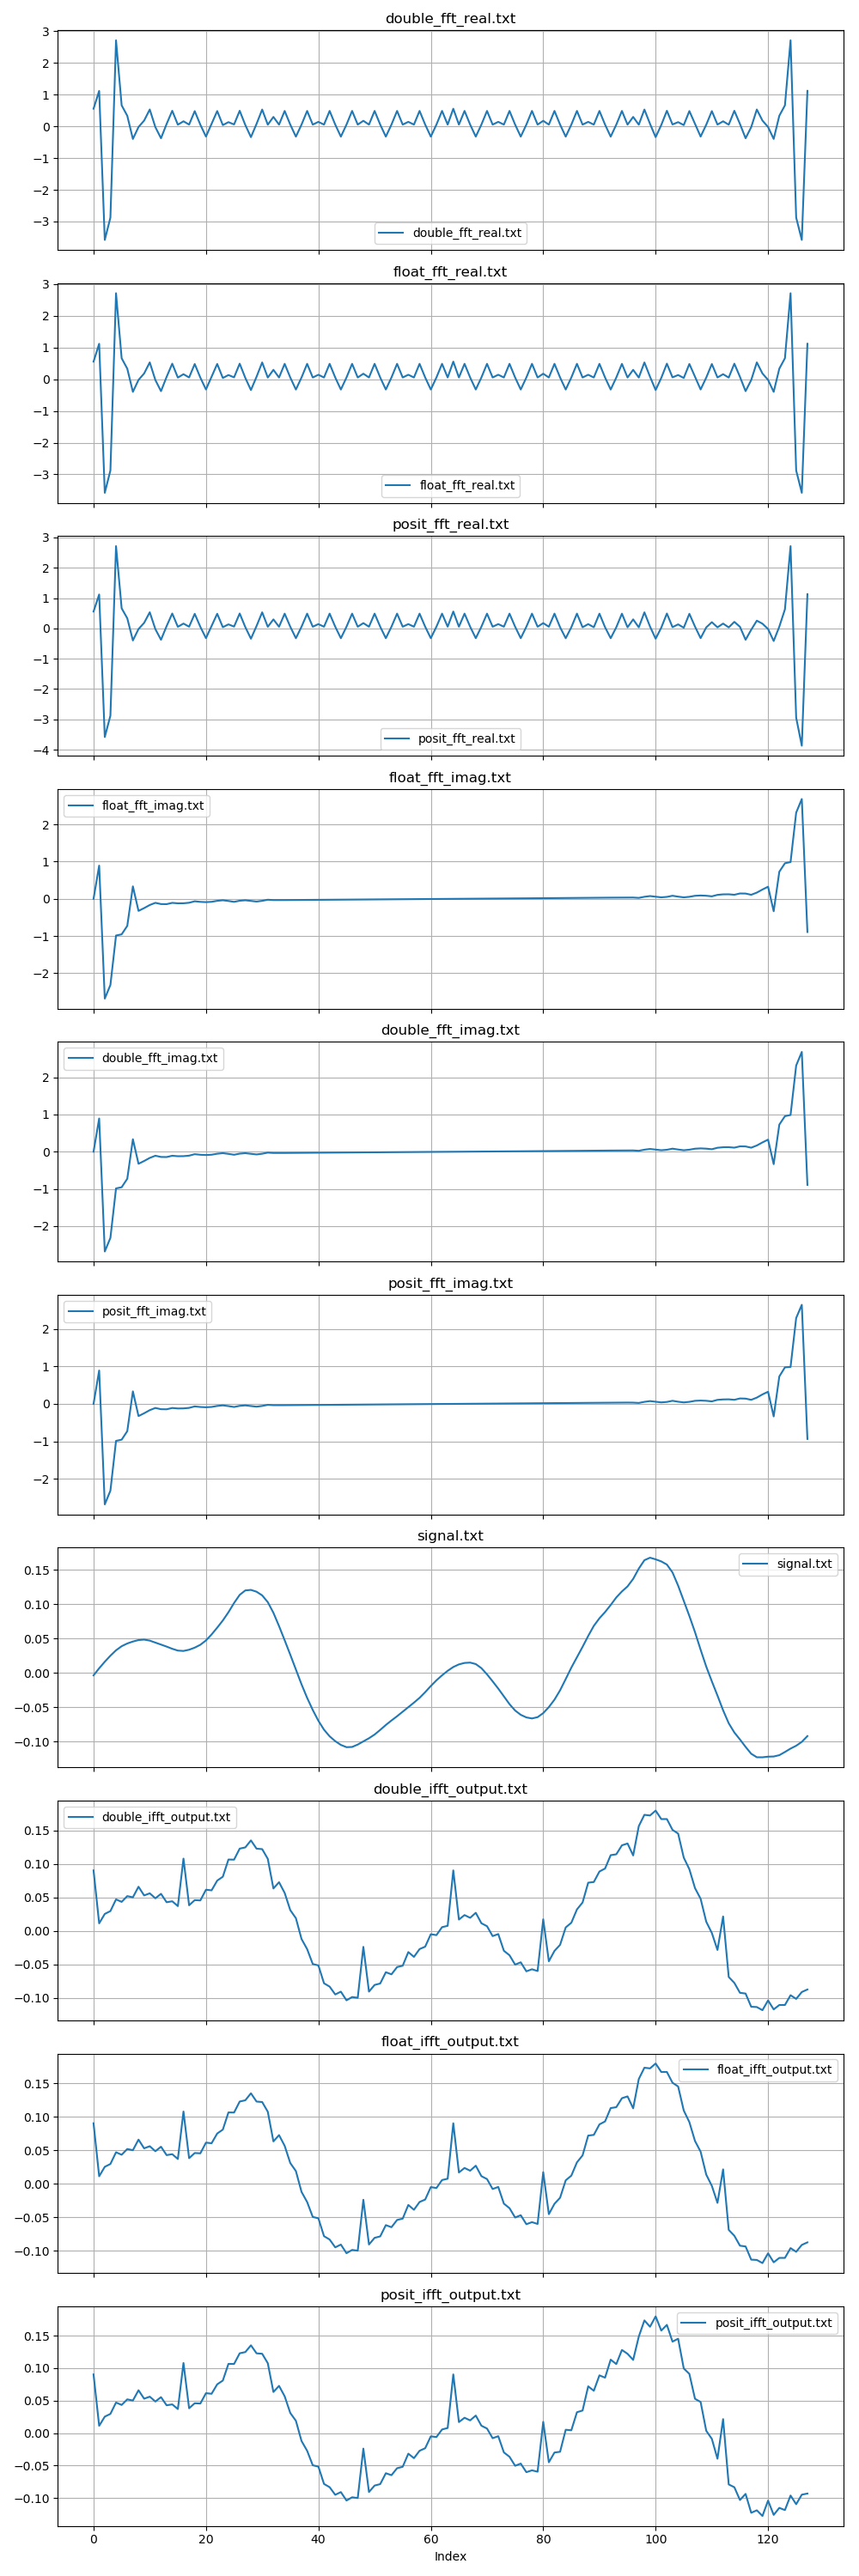 double_fft_real.txt
3
2
1
0
−1
−2
−3
double_fft_real.txt
float_fft_real.txt
3
2
1
0
−1
−2
−3
float_fft_real.txt
posit_fft_real.txt
3
2
1
0
−1
−2
−3
−4
posit_fft_real.txt
float_fft_imag.txt
float_fft_imag.txt
2
1
0
−1
−2
double_fft_imag.txt
double_fft_imag.txt
2
1
0
−1
−2
posit_fft_imag.txt
posit_fft_imag.txt
2
1
0
−1
−2
signal.txt
signal.txt
0.15
0.10
0.05
0.00
−0.05
−0.10
double_ifft_output.txt
double_ifft_output.txt
0.15
0.10
0.05
0.00
−0.05
−0.10
float_ifft_output.txt
float_ifft_output.txt
0.15
0.10
0.05
0.00
−0.05
−0.10
posit_ifft_output.txt
posit_ifft_output.txt
0.15
0.10
0.05
0.00
−0.05
−0.10
0 20 40 60 80 100 120
Index